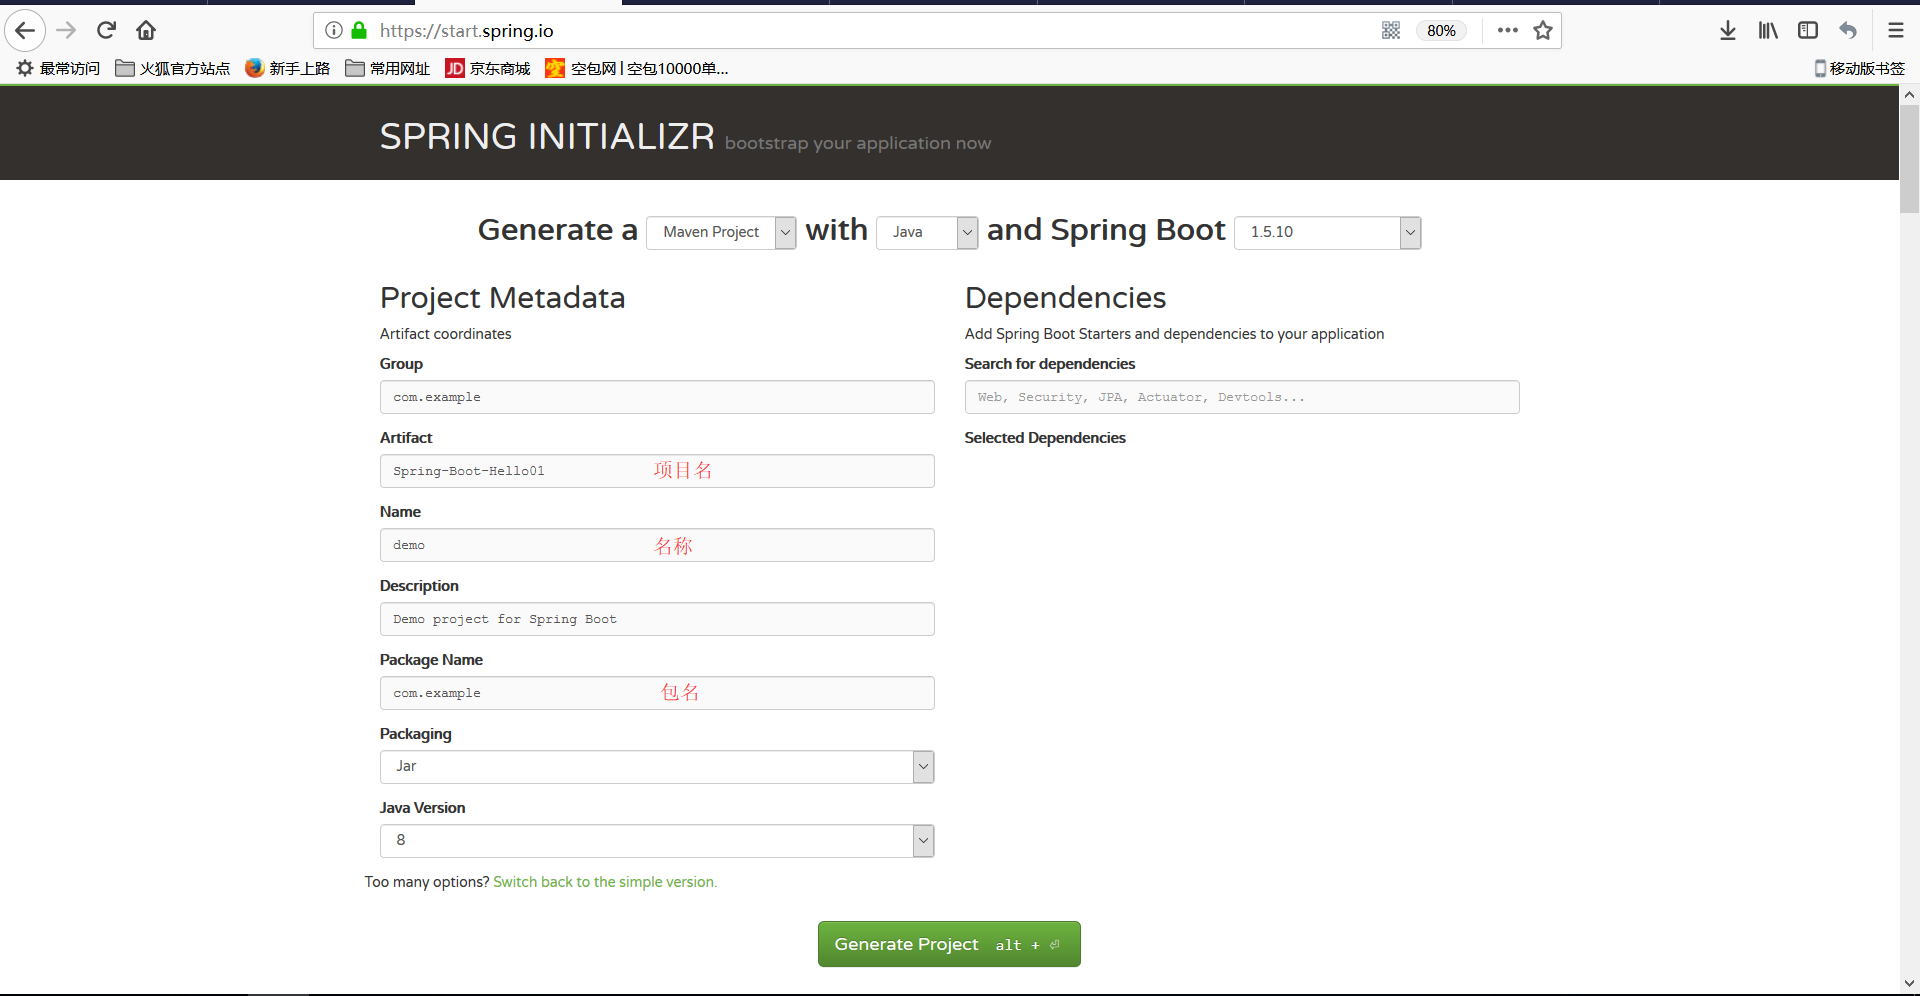 https://start.spring.io
80%
最常访问 火狐官方站点 新手上路 常用网址 JD 京东商城 空包网 | 空包10000单...
移动版书签
SPRING INITIALIZR bootstrap your application now
Generate a Maven Project with Java and Spring Boot 1.5.10
Project Metadata
Artifact coordinates
Group
com.example
Artifact
Spring-Boot-Hello01 项目名
Name
demo 名称
Description
Demo project for Spring Boot
Package Name
com.example 包名
Packaging
Jar
Java Version
8
Too many options? Switch back to the simple version.
Dependencies
Add Spring Boot Starters and dependencies to your application
Search for dependencies
Web, Security, JPA, Actuator, Devtools...
Selected Dependencies
Generate Project alt + ⏎